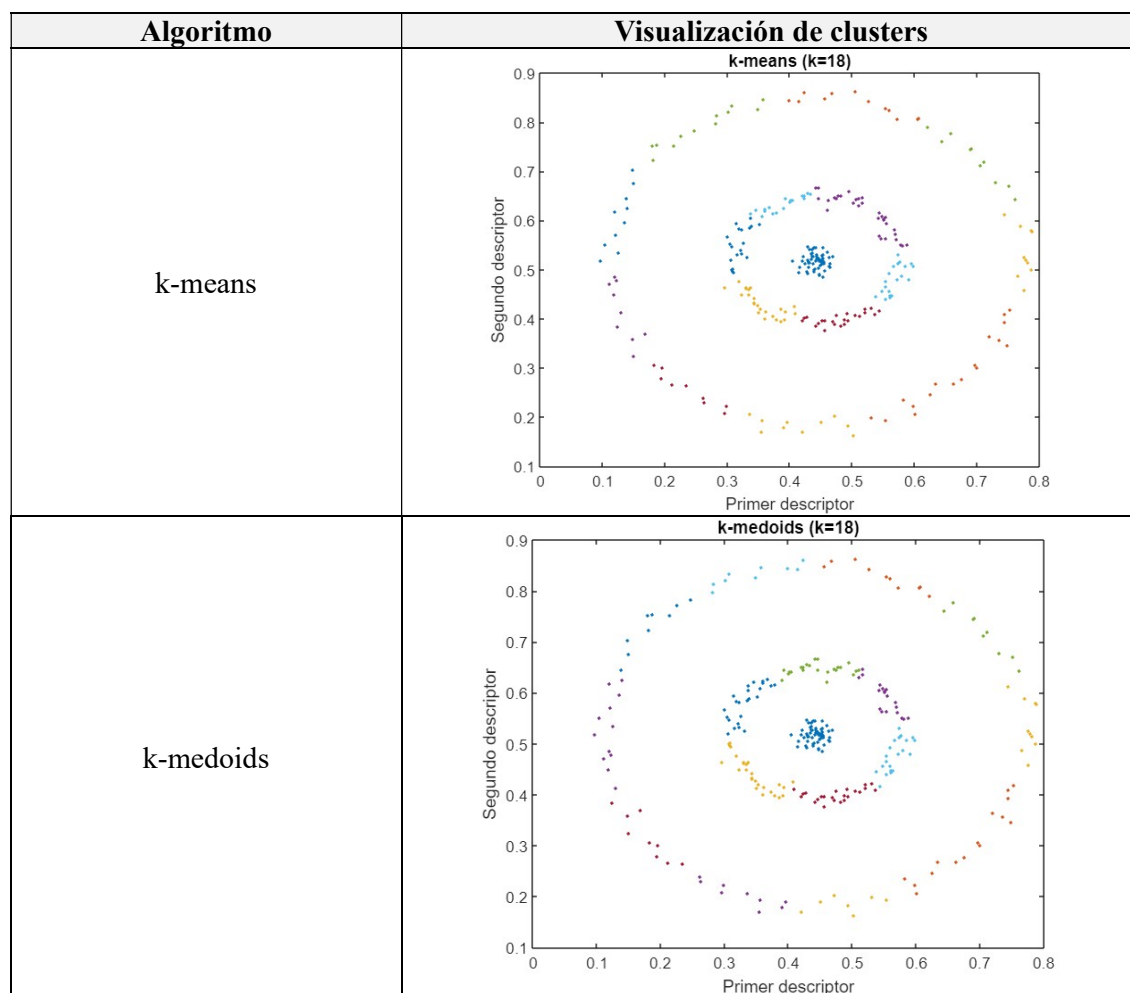 Algoritmo
Visualización de clusters
k-means
k-means (k=18)
Segundo descriptor
0.9
0.8
0.7
0.6
0.5
0.4
0.3
0.2
0.1
0 0.1 0.2 0.3 0.4 0.5 0.6 0.7 0.8
Primer descriptor
k-medoids
k-medoids (k=18)
Segundo descriptor
0.9
0.8
0.7
0.6
0.5
0.4
0.3
0.2
0.1
0 0.1 0.2 0.3 0.4 0.5 0.6 0.7 0.8
Primer descriptor